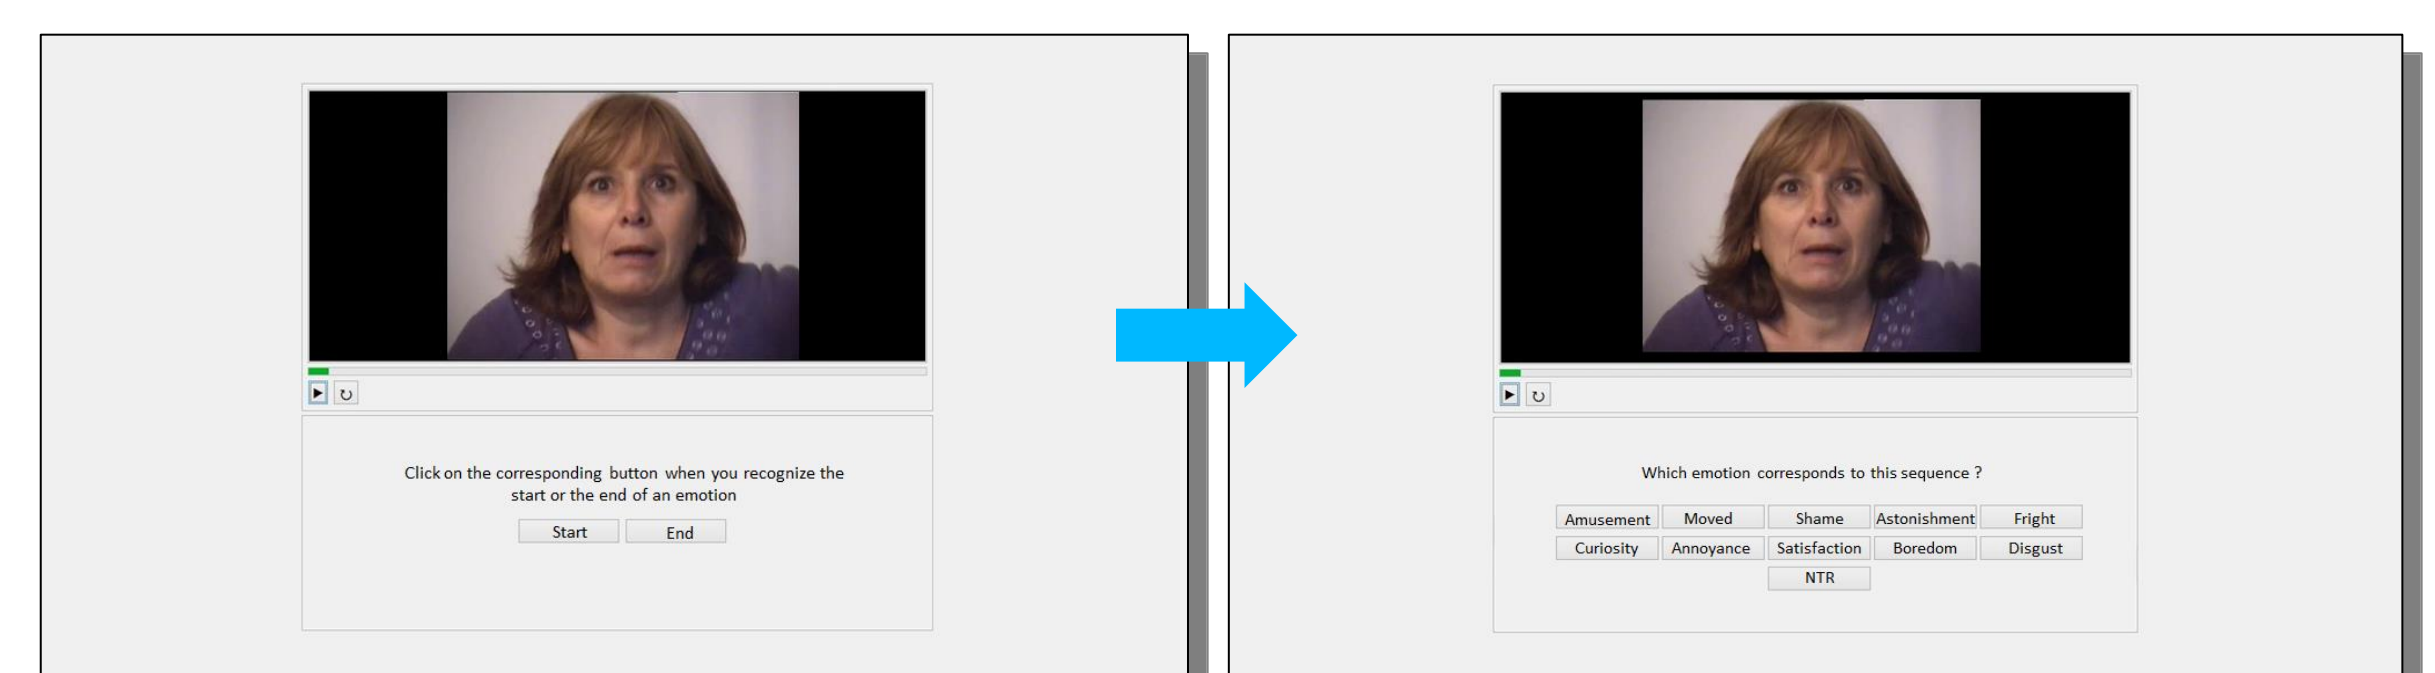 Click on the corresponding button when you recognize the
start or the end of an emotion
Start End
Which emotion corresponds to this sequence ?
Amusement Moved Shame Astonishment Fright
Curiosity Annoyance Satisfaction Boredom Disgust
NTR